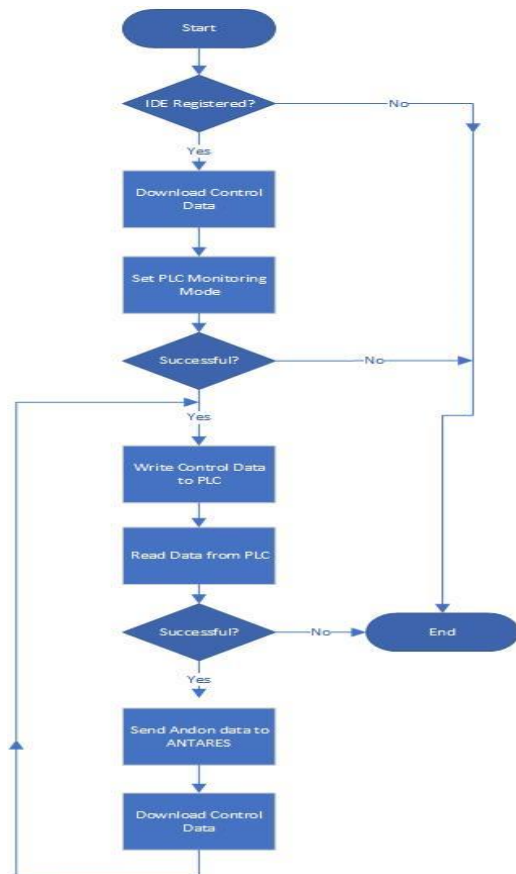 Start
IDE Registered?
No
Yes
Download Control
Data
Set PLC Monitoring
Mode
Successful?
No
Yes
Write Control Data
to PLC
Read Data from PLC
Successful?
No
End
Yes
Send Andon data to
ANTARES
Download Control
Data